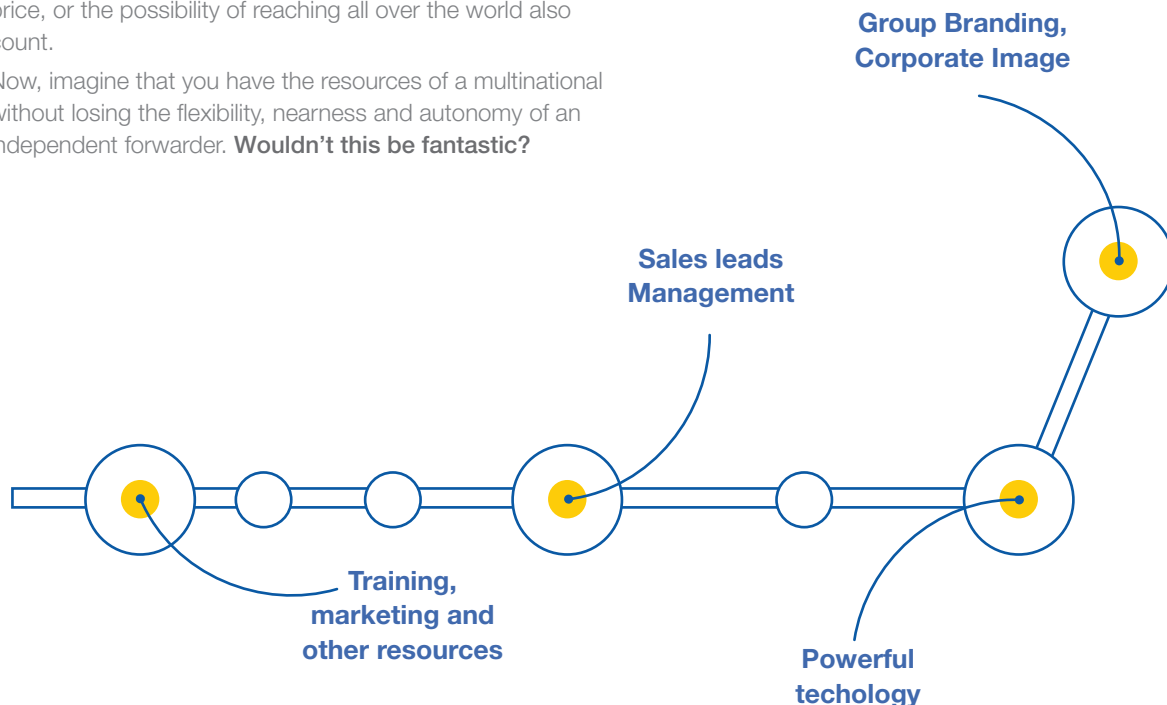 price, or the possibility of reaching all over the world also
count.
Now, imagine that you have the resources of a multinational
without losing the flexibility, nearness and autonomy of an
independent forwarder. Wouldn’t this be fantastic?
Group Branding,
Corporate Image
Sales leads
Management
Training,
marketing and
other resources
Powerful
techology